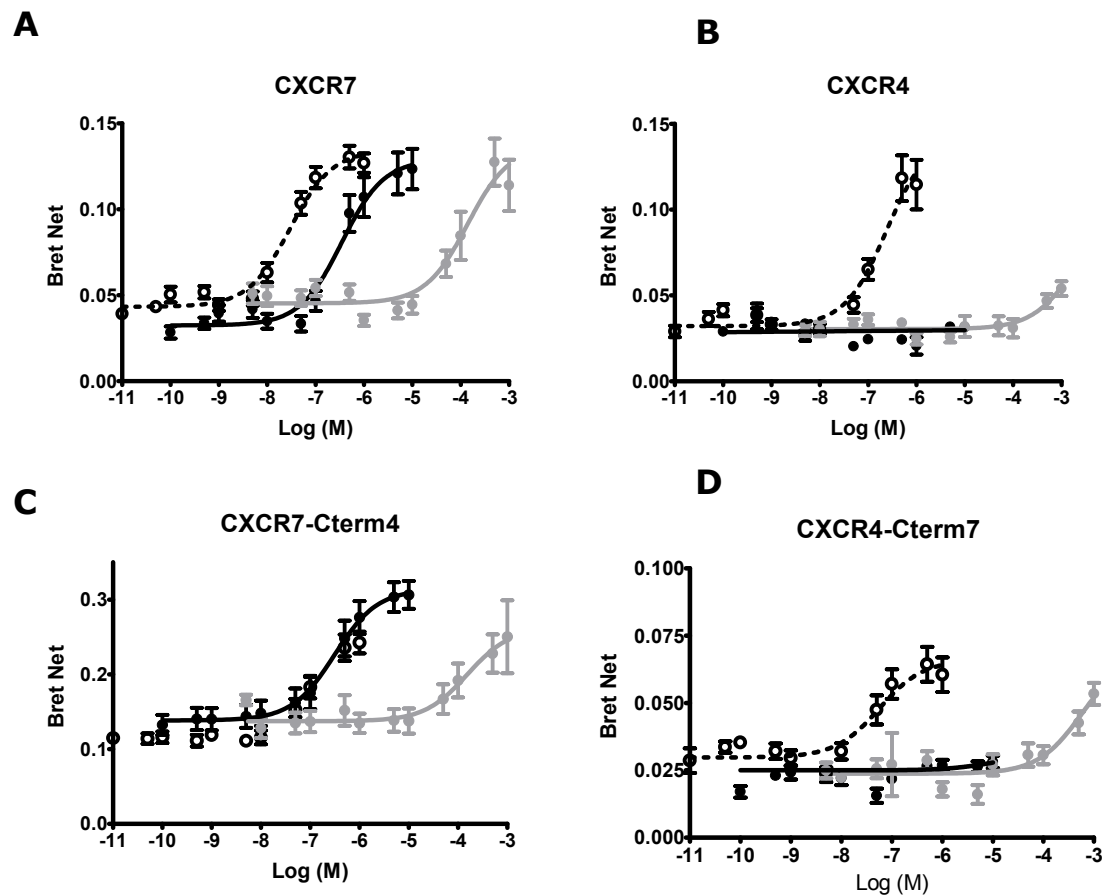 A
CXCR7
Bret Net
0.15
0.10
0.05
0.00
-11 -10 -9 -8 -7 -6 -5 -4 -3
Log (M)
B
CXCR4
Bret Net
0.15
0.10
0.05
0.00
-11 -10 -9 -8 -7 -6 -5 -4 -3
Log (M)
C
CXCR7-Cterm4
Bret Net
0.3
0.2
0.1
0.0
-11 -10 -9 -8 -7 -6 -5 -4 -3
Log (M)
D
CXCR4-Cterm7
Bret Net
0.100
0.075
0.050
0.025
0.000
-11 -10 -9 -8 -7 -6 -5 -4 -3
Log (M)